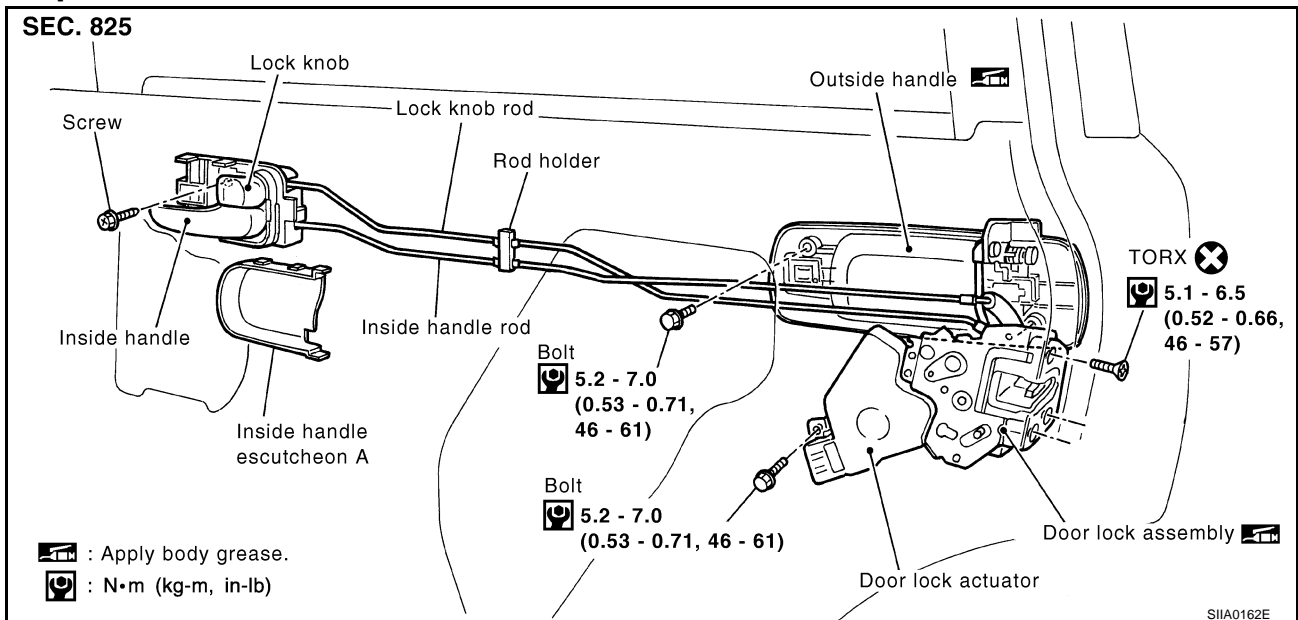 SEC. 825
Lock knob
Outside handle
Lock knob rod
Screw
Rod holder
TORX
5.1 - 6.5
(0.52 - 0.66,
46 - 57)
Inside handle
Inside handle rod
Bolt
5.2 - 7.0
(0.53 - 0.71,
46 - 61)
Inside handle
escutcheon A
Bolt
5.2 - 7.0
(0.53 - 0.71, 46 - 61)
Door lock assembly
Door lock actuator
: Apply body grease.
: N•m (kg-m, in-lb)
SIIA0162E